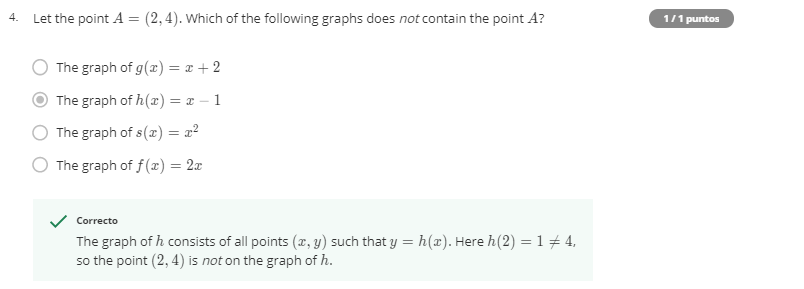 4. Let the point A = (2, 4). Which of the following graphs does not contain the point A?
1 / 1 puntos
The graph of g(x) = x + 2
The graph of h(x) = x − 1
The graph of s(x) = x²
The graph of f(x) = 2x
Correcto
The graph of h consists of all points (x, y) such that y = h(x). Here h(2) = 1 ≠ 4,
so the point (2, 4) is not on the graph of h.